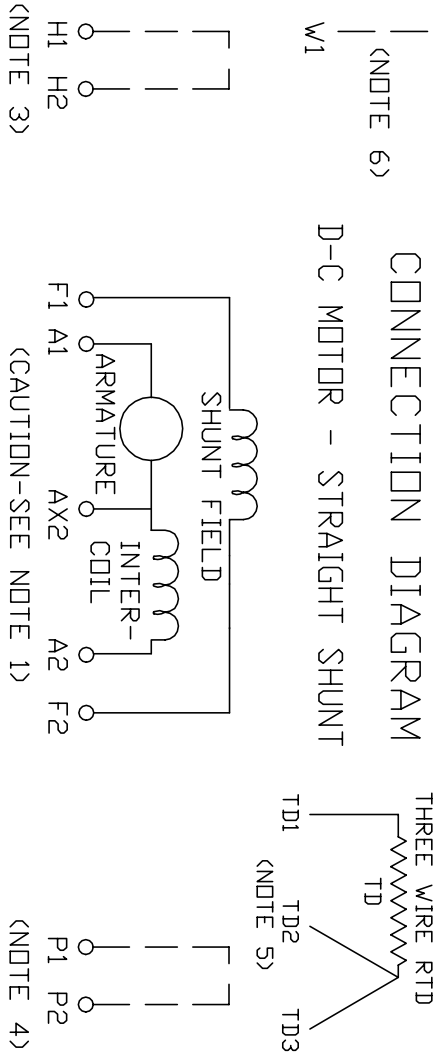 CONNECTION DIAGRAM
D-C MOTOR - STRAIGHT SHUNT
W1
(NOTE 6)
H1
H2
(NOTE 3)
SHUNT FIELD
ARMATURE
INTER-
COIL
F1
A1
AX2
A2
F2
(CAUTION-SEE NOTE 1)
THREE WIRE RTD
TD
TD1
TD2
TD3
(NOTE 5)
P1
P2
(NOTE 4)